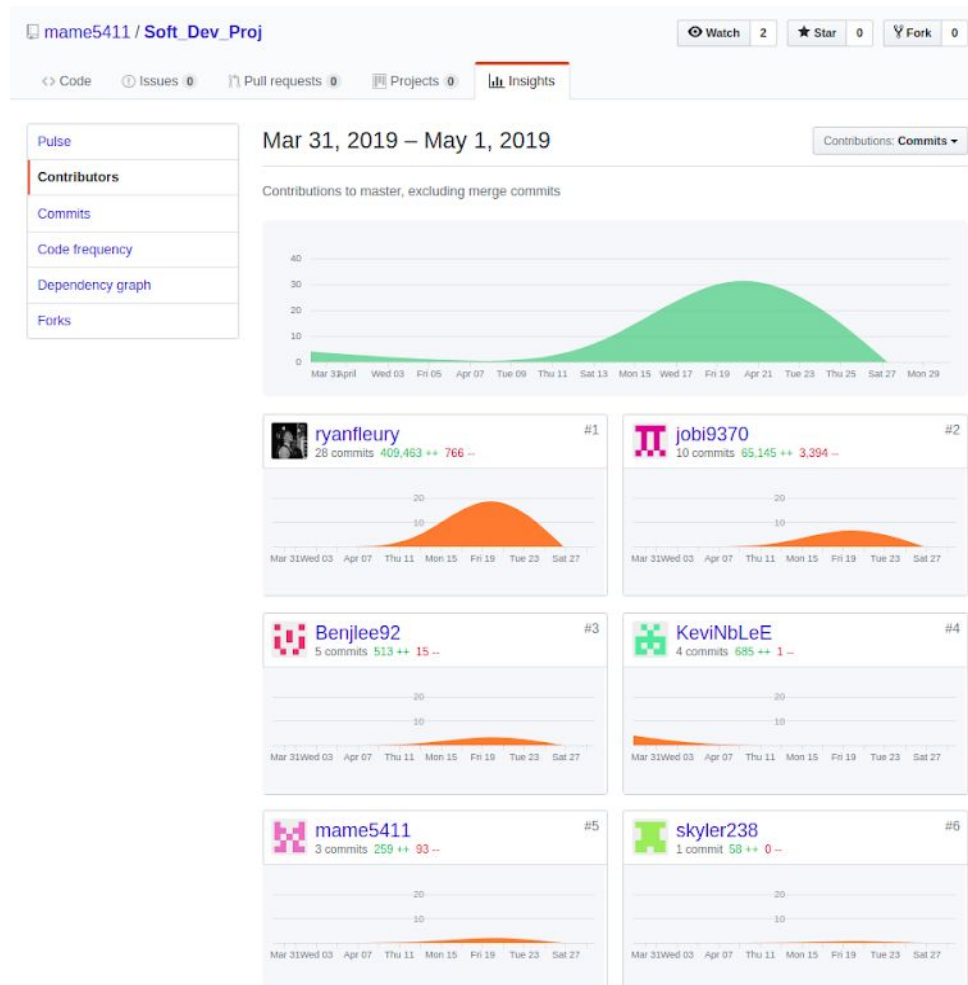 mame5411 / Soft_Dev_Proj
Watch 2 Star 0 Fork 0
Code Issues 0 Pull requests 0 Projects 0 Insights
Pulse
Contributors
Commits
Code frequency
Dependency graph
Forks
Mar 31, 2019 – May 1, 2019
Contributions: Commits
Contributions to master, excluding merge commits
40
30
20
10
0
Mar 31 April Wed 03 Fri 05 Apr 07 Tue 09 Thu 11 Sat 13 Mon 15 Wed 17 Fri 19 Apr 21 Tue 23 Thu 25 Sat 27 Mon 29
ryanfleury #1
28 commits 409,463 ++ 766 --
20
10
Mar 31 Wed 03 Apr 07 Thu 11 Mon 15 Fri 19 Tue 23 Sat 27
jobi9370 #2
10 commits 65,145 ++ 3,394 --
20
10
Mar 31 Wed 03 Apr 07 Thu 11 Mon 15 Fri 19 Tue 23 Sat 27
Benjlee92 #3
5 commits 513 ++ 15 --
20
10
Mar 31 Wed 03 Apr 07 Thu 11 Mon 15 Fri 19 Tue 23 Sat 27
KeviNbLeE #4
4 commits 685 ++ 1 --
20
10
Mar 31 Wed 03 Apr 07 Thu 11 Mon 15 Fri 19 Tue 23 Sat 27
mame5411 #5
3 commits 259 ++ 93 --
20
10
Mar 31 Wed 03 Apr 07 Thu 11 Mon 15 Fri 19 Tue 23 Sat 27
skyler238 #6
1 commit 58 ++ 0 --
20
10
Mar 31 Wed 03 Apr 07 Thu 11 Mon 15 Fri 19 Tue 23 Sat 27